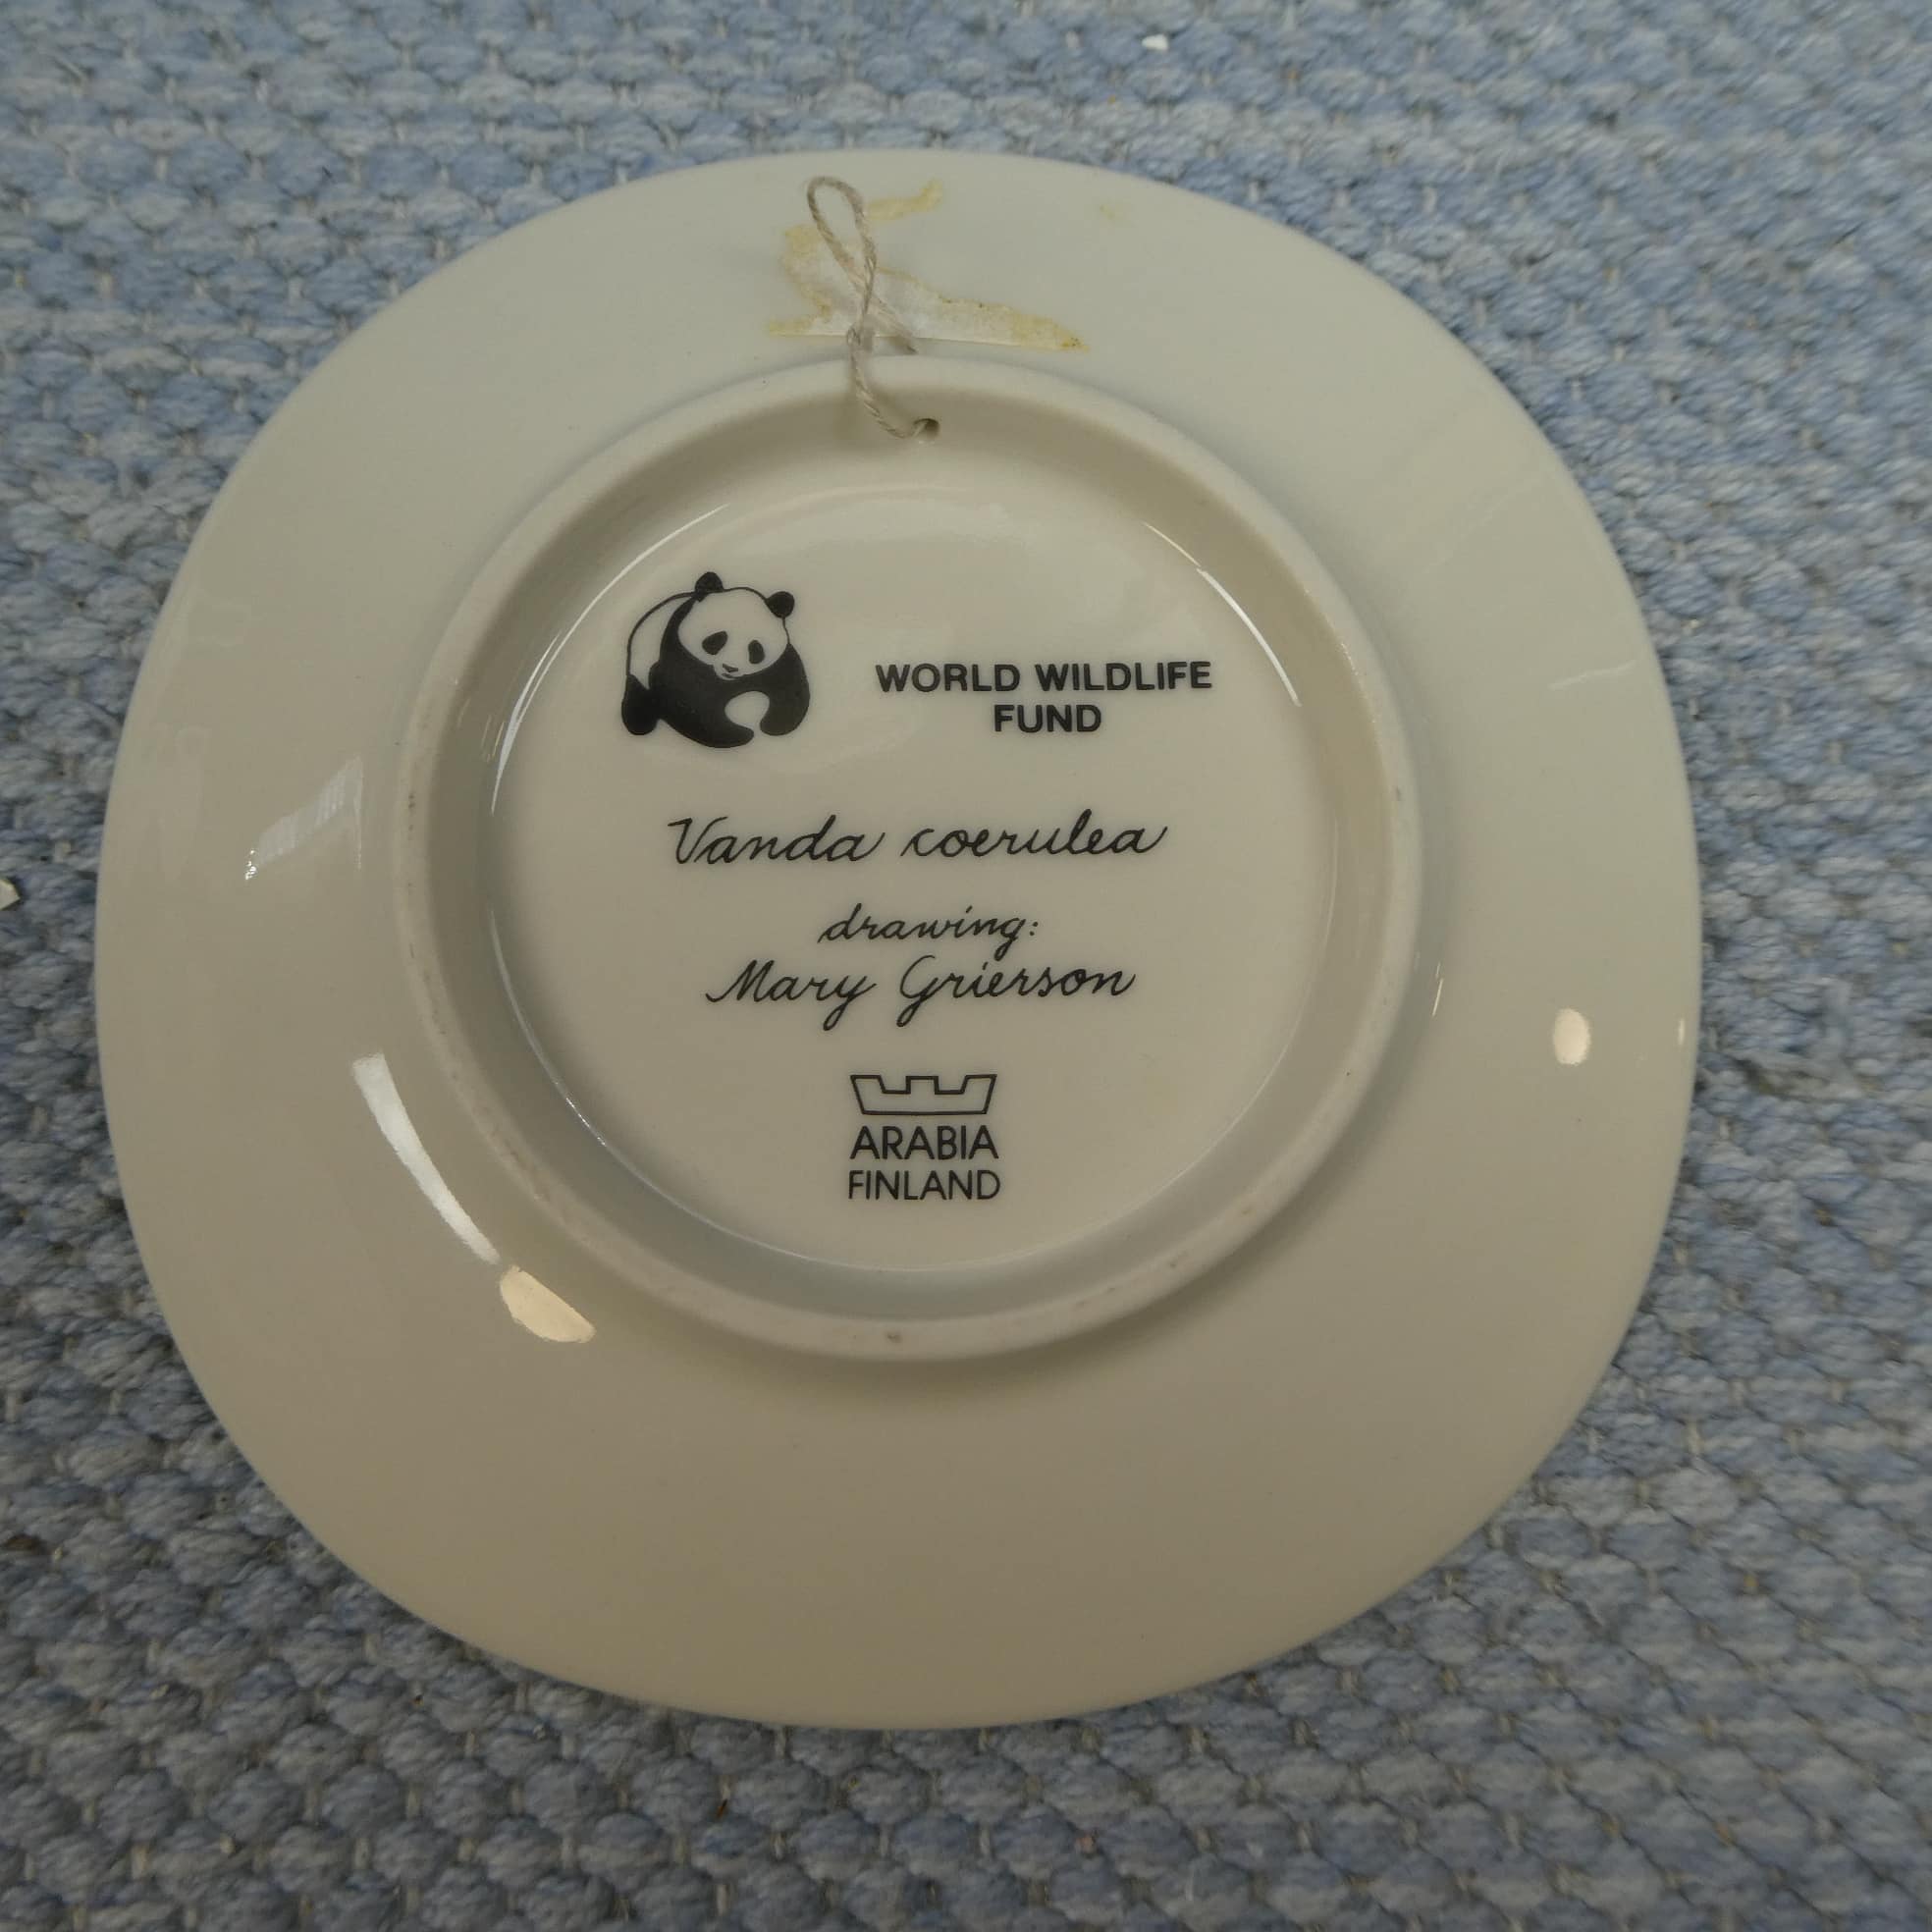 WORLD WILDLIFE
FUND
Vanda coerulea
drawing:
Mary Grierson
ARABIA
FINLAND